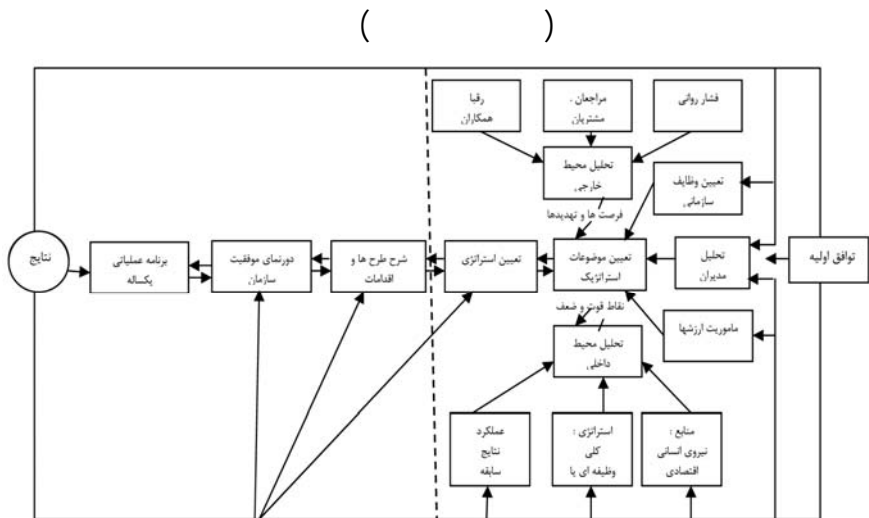 ( )
فشار روانی
مراجعان .
مشتریان
رقبا
همکاران
تحلیل محیط
خارجی
تعیین وظایف
سازمانی
فرصت ها و تهدیدها
توافق اولیه
تحلیل
مدیران
تعیین موضوعات
استراتژیک
تعیین استراتژی
شرح طرح ها و
اقدامات
دورنمای موفقیت
سازمان
برنامه عملیاتی
یکساله
نتایج
نقاط قوت و ضعف
ماموریت ارزشها
تحلیل محیط
داخلی
منابع :
نیروی انسانی
اقتصادی
استراتژی :
کلی
وظیفه ای یا
عملکرد
نتایج
سابقه